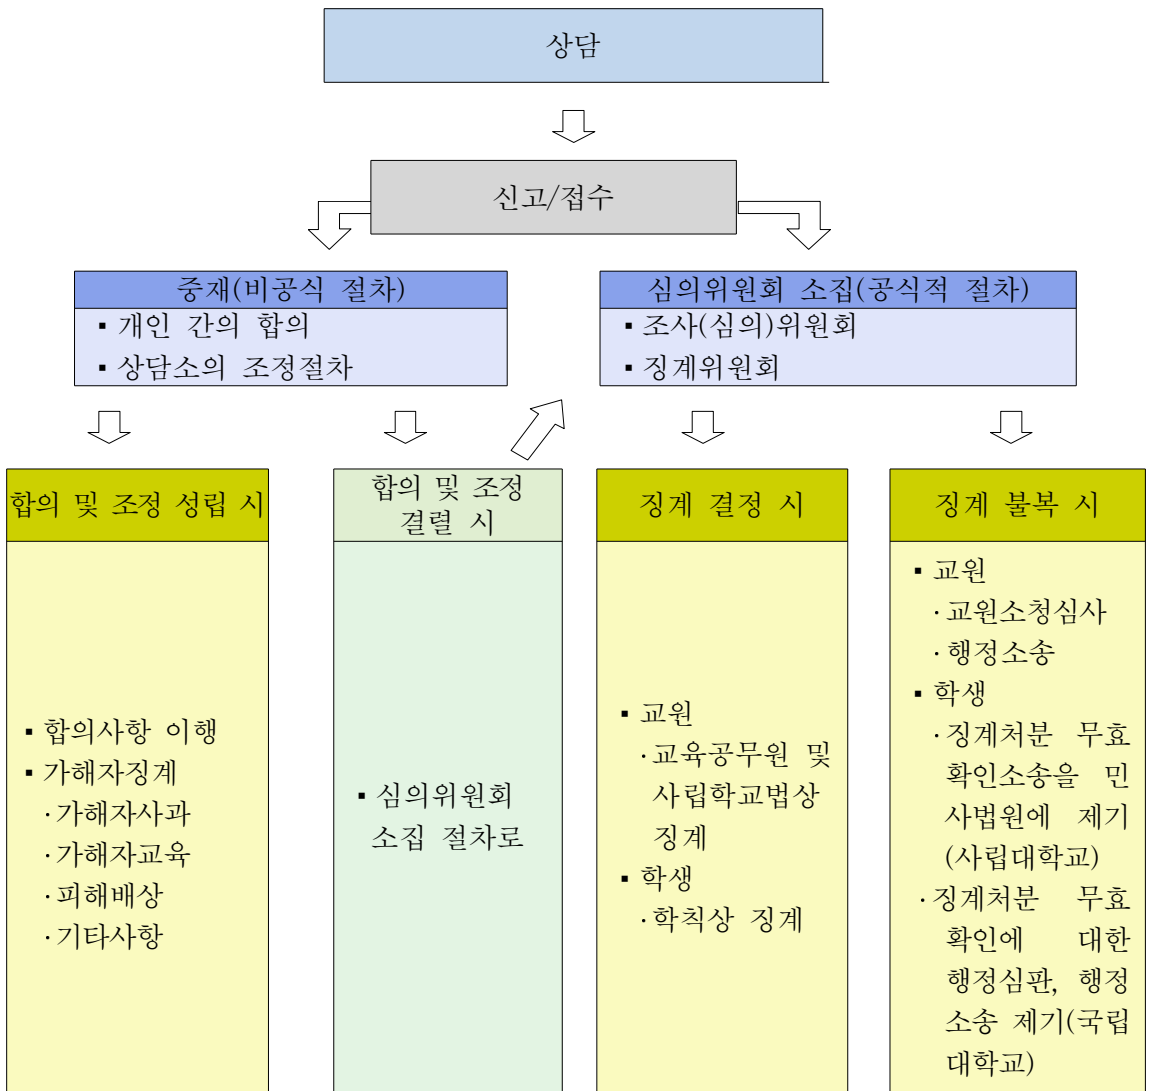 상담
신고/접수
중재(비공식 절차)
▪ 개인 간의 합의
▪ 상담소의 조정절차
심의위원회 소집(공식적 절차)
▪ 조사(심의)위원회
▪ 징계위원회
합의 및 조정 성립 시
▪ 합의사항 이행
▪ 가해자징계
·가해자사과
·가해자교육
·피해배상
·기타사항
합의 및 조정
결렬 시
▪ 심의위원회
소집 절차로
징계 결정 시
▪ 교원
·교육공무원 및
사립학교법상
징계
▪ 학생
·학칙상 징계
징계 불복 시
▪ 교원
·교원소청심사
·행정소송
▪ 학생
·징계처분 무효
확인소송을 민
사법원에 제기
(사립대학교)
·징계처분 무효
확인에 대한
행정심판, 행정
소송 제기(국립
대학교)